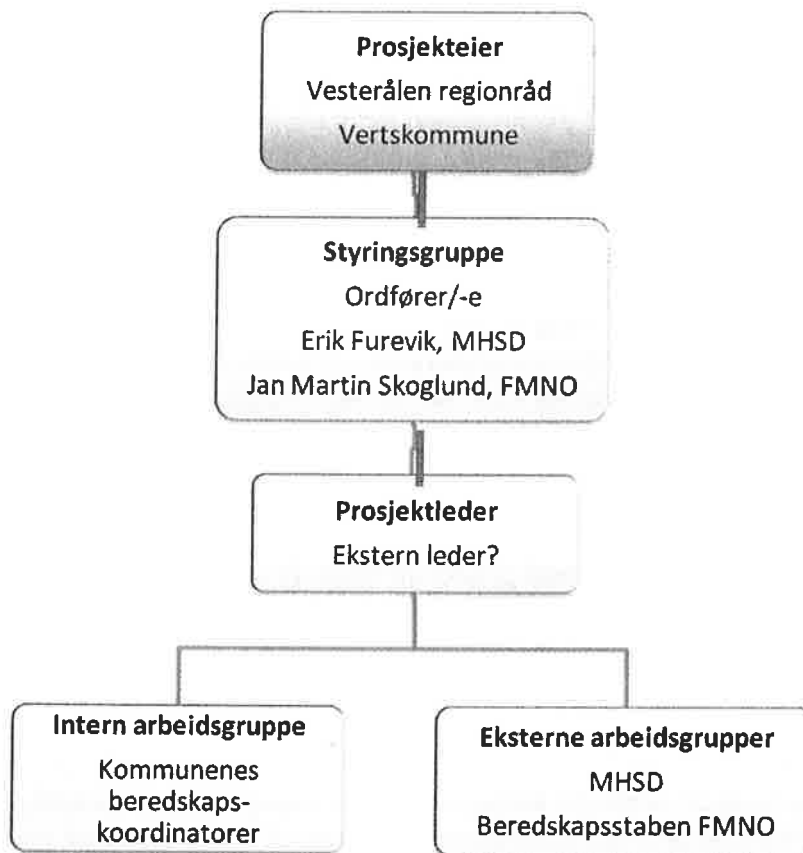 Prosjekteier
Vesterålen regionråd
Vertskommune
Styringsgruppe
Ordfører/-e
Erik Furevik, MHSD
Jan Martin Skoglund, FMNO
Prosjektleder
Ekstern leder?
Intern arbeidsgruppe
Kommunenes
beredskaps-
koordinatorer
Eksterne arbeidsgrupper
MHSD
Beredskapsstaben FMNO